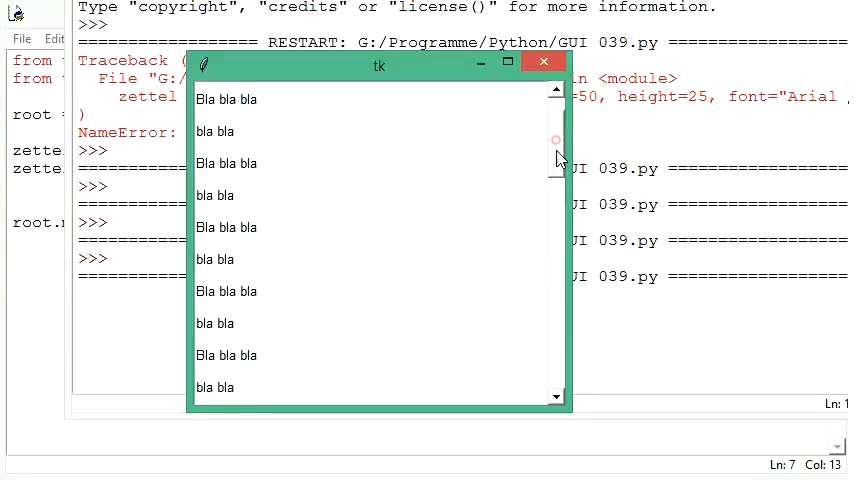 Type "copyright", "credits" or "license()" for more information.
>>>
================== RESTART: G:/Programme/Python/GUI 039.py ==================
File Edit
from
Traceback (
from
File "G:/
in <module>
root =
zettel
=50, height=25, font="Arial
)
NameError:
zette
>>>
zette
===========
UI 039.py ==================
>>>
===========
UI 039.py ==================
root.
>>>
===========
UI 039.py ==================
>>>
===========
UI 039.py ==================
tk
Bla bla bla
bla bla
Bla bla bla
bla bla
Bla bla bla
bla bla
Bla bla bla
bla bla
Bla bla bla
bla bla
Ln: 1
Ln: 7 Col: 13